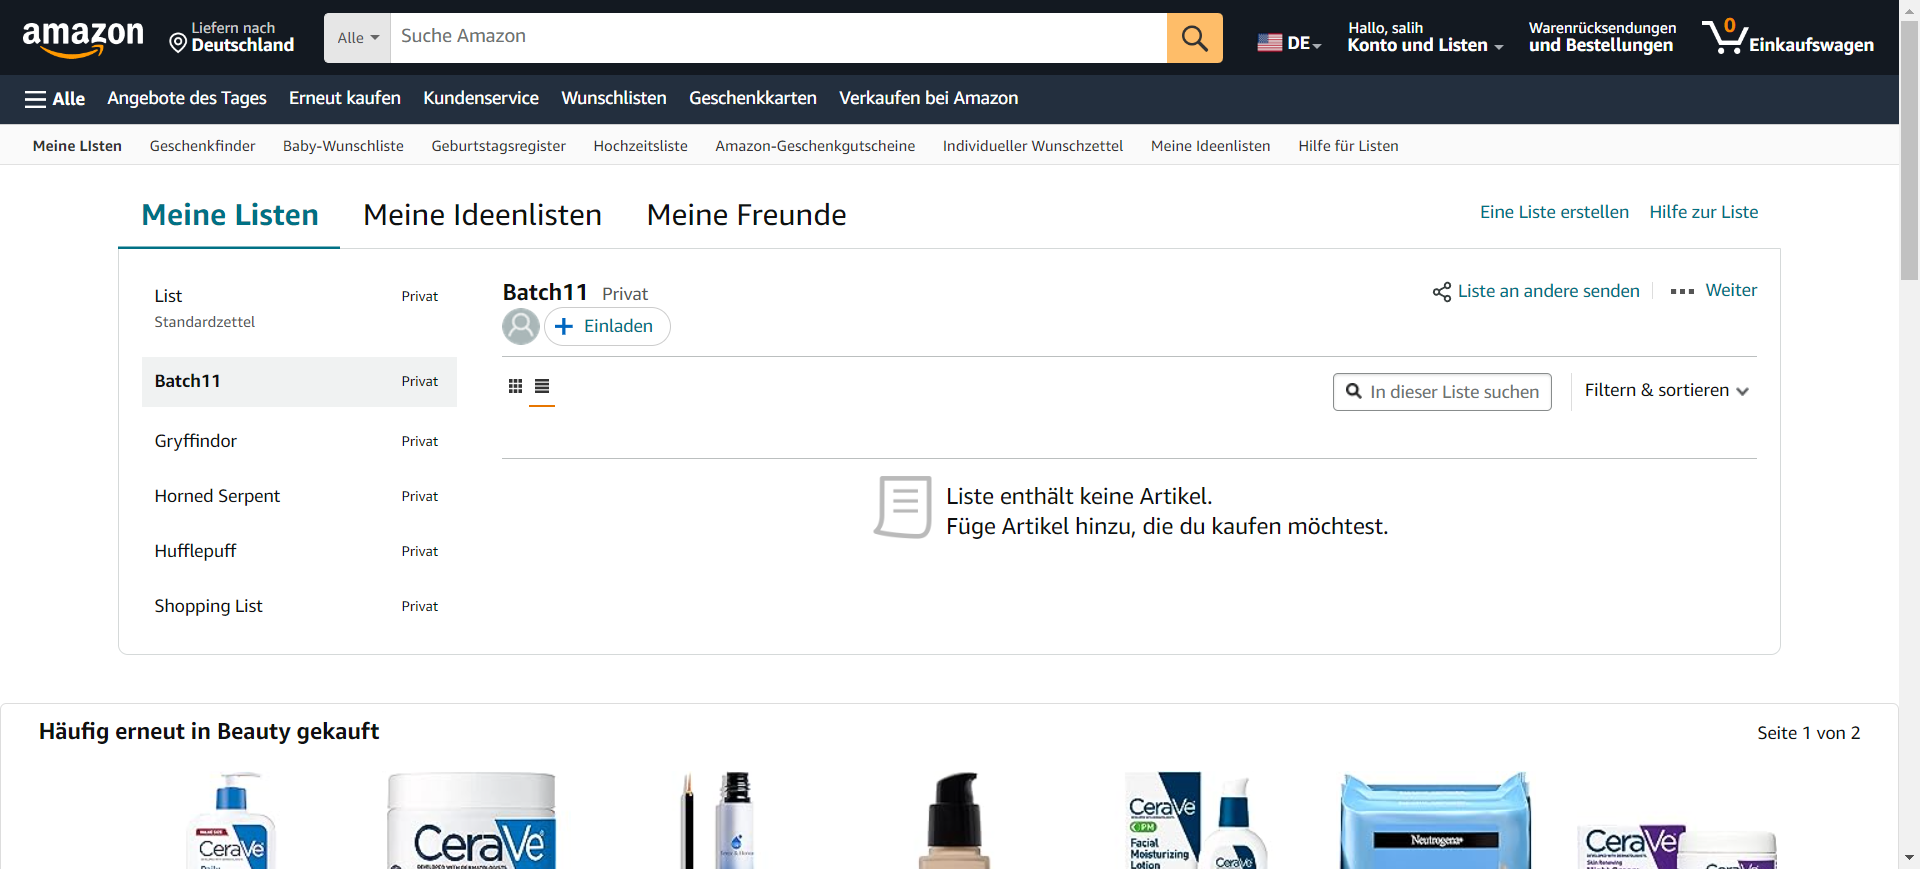 amazon
Liefern nach
Deutschland
Alle
Suche Amazon
DE
Hallo, salih
Konto und Listen
Warenrücksendungen
und Bestellungen
0
Einkaufswagen
Alle
Angebote des Tages
Erneut kaufen
Kundenservice
Wunschlisten
Geschenkkarten
Verkaufen bei Amazon
Meine LIsten
Geschenkfinder
Baby-Wunschliste
Geburtstagsregister
Hochzeitsliste
Amazon-Geschenkgutscheine
Individueller Wunschzettel
Meine Ideenlisten
Hilfe für Listen
Meine Listen
Meine Ideenlisten
Meine Freunde
Eine Liste erstellen
Hilfe zur Liste
List
Privat
Standardzettel
Batch11
Privat
Gryffindor
Privat
Horned Serpent
Privat
Hufflepuff
Privat
Shopping List
Privat
Batch11
Privat
Liste an andere senden
Weiter
Einladen
In dieser Liste suchen
Filtern & sortieren
Liste enthält keine Artikel.
Füge Artikel hinzu, die du kaufen möchtest.
Häufig erneut in Beauty gekauft
Seite 1 von 2
CeraVe
CeraVe
CeraVe
PM
Facial
Moisturizing
Lotion
CeraVe
Neutrogena
CeraVe
Skin Renewing